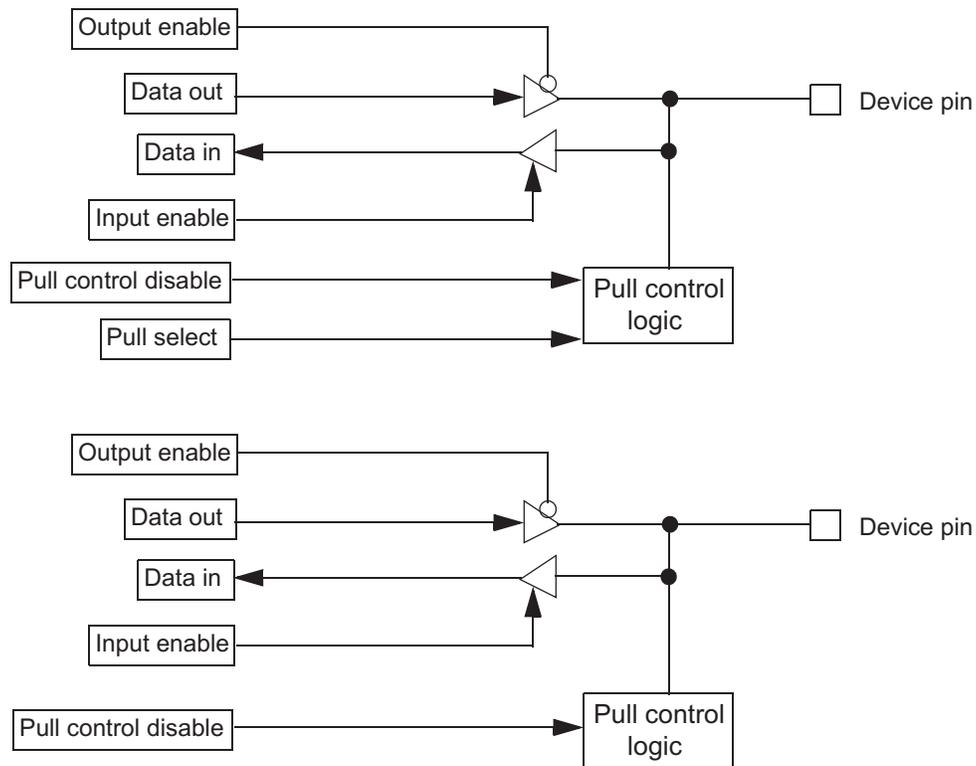 Output enable
Data out
Device pin
Data in
Input enable
Pull control disable
Pull control
logic
Pull select
Output enable
Data out
Device pin
Data in
Input enable
Pull control disable
Pull control
logic